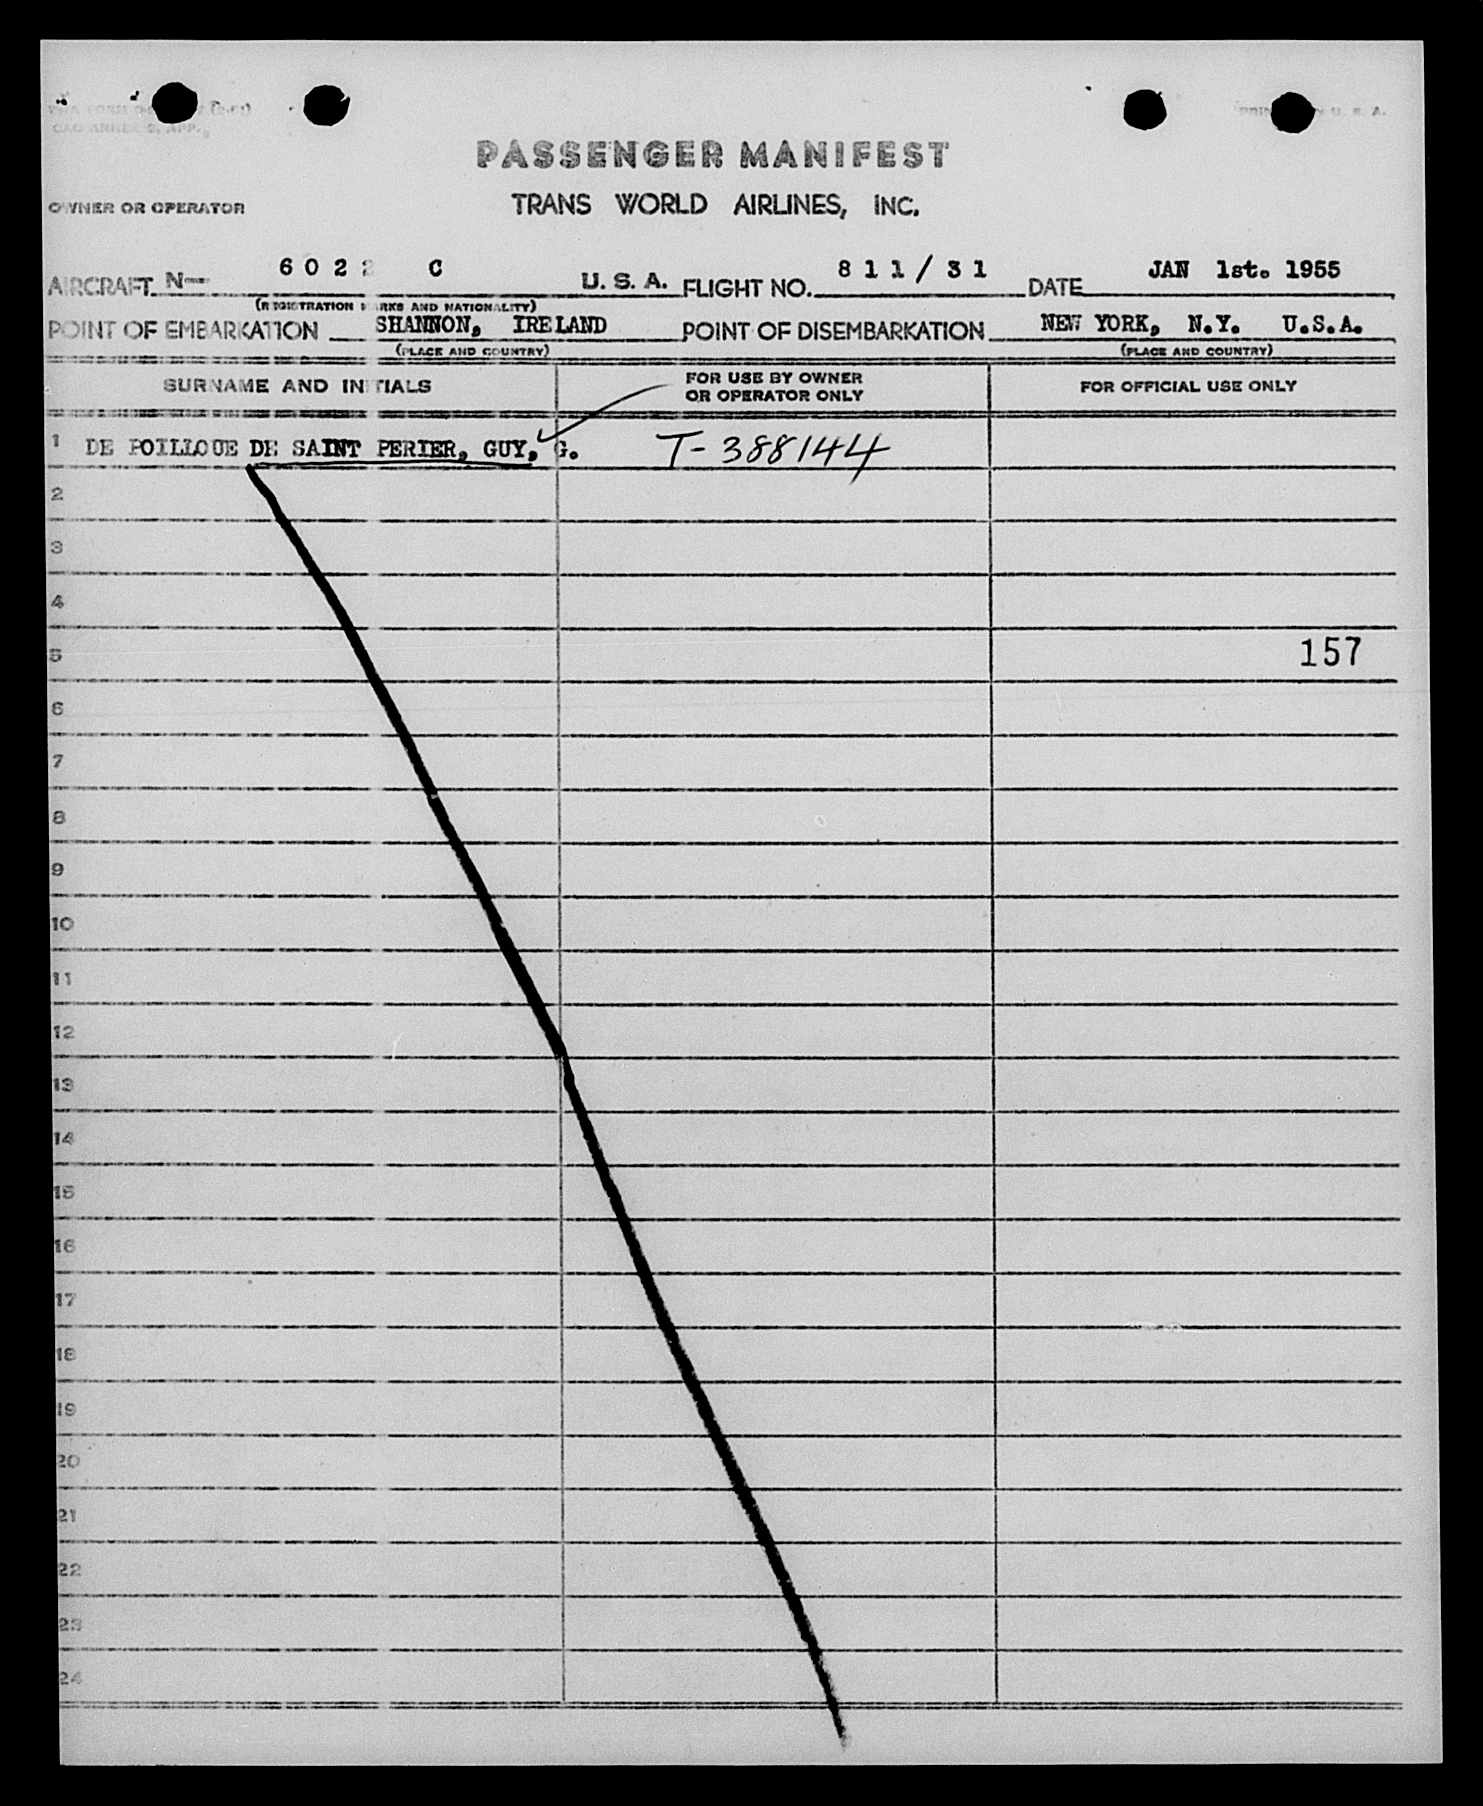 PASSENGER MANIFEST
OWNER OR OPERATOR TRANS WORLD AIRLINES, INC.
AIRCRAFT N— 6022 C U. S. A. FLIGHT NO. 811/31 DATE JAN 1st. 1955
(REGISTRATION MARKS AND NATIONALITY)
POINT OF EMBARKATION SHANNON, IRELAND POINT OF DISEMBARKATION NEW YORK, N.Y. U.S.A.
(PLACE AND COUNTRY) (PLACE AND COUNTRY)
SURNAME AND INITIALS FOR USE BY OWNER OR OPERATOR ONLY FOR OFFICIAL USE ONLY
1 DE POILLOUE DE SAINT PERIER, GUY, G. T-388144
2
3
4
5 157
6
7
8
9
10
11
12
13
14
15
16
17
18
19
20
21
22
23
24